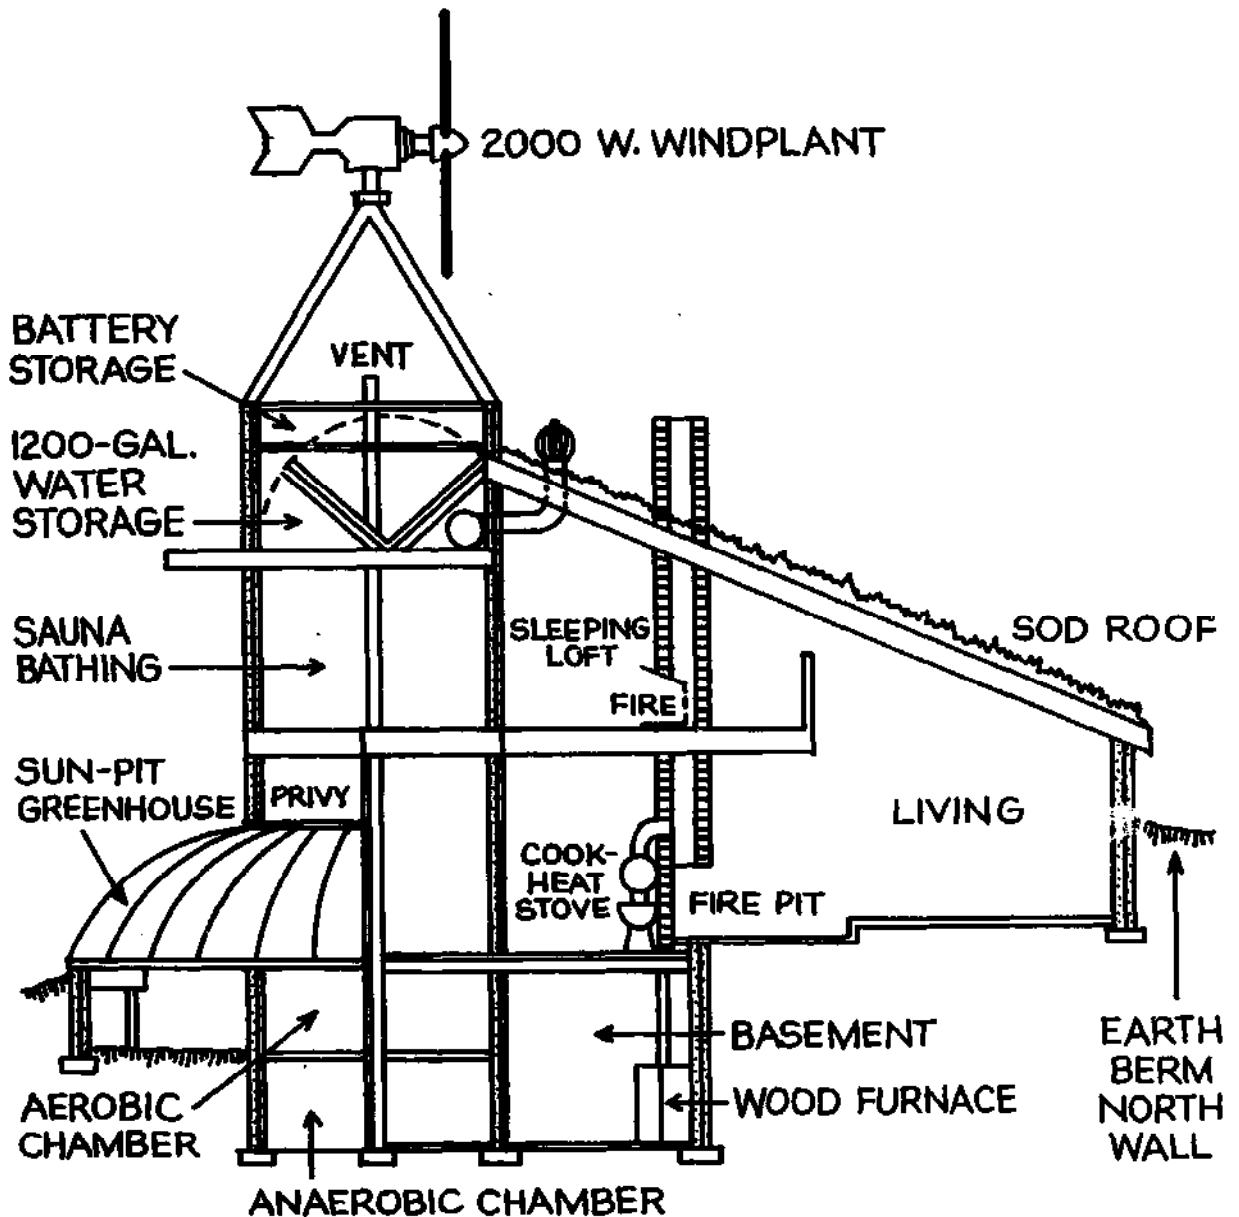 2000 W. WINDPLANT
BATTERY
STORAGE
VENT
1200-GAL.
WATER
STORAGE
SAUNA
BATHING
SLEEPING
LOFT
SOD ROOF
FIRE
SUN-PIT
GREENHOUSE
PRIVY
LIVING
COOK-
HEAT
STOVE
FIRE PIT
BASEMENT
EARTH
BERM
NORTH
WALL
WOOD FURNACE
AEROBIC
CHAMBER
ANAEROBIC CHAMBER